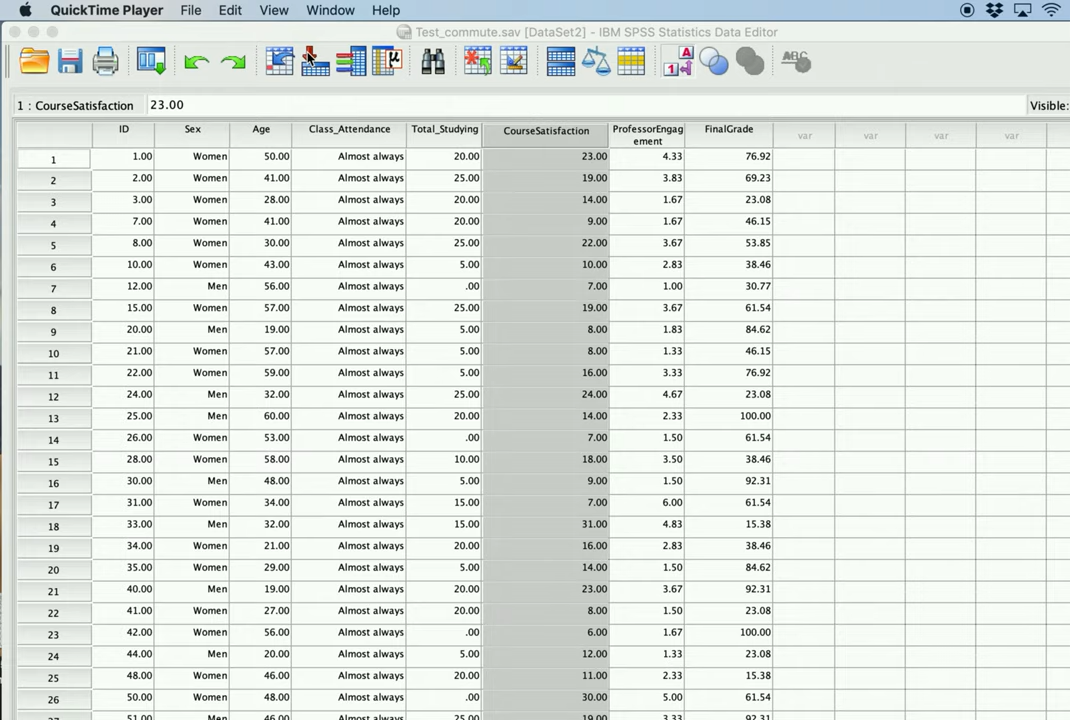 QuickTime Player File Edit View Window Help
Test_commute.sav [DataSet2] - IBM SPSS Statistics Data Editor
1 : CourseSatisfaction 23.00 Visible:
ID Sex Age Class_Attendance Total_Studying CourseSatisfaction ProfessorEngag FinalGrade var var var var
ement
1 1.00 Women 50.00 Almost always 20.00 23.00 4.33 76.92
2 2.00 Women 41.00 Almost always 25.00 19.00 3.83 69.23
3 3.00 Women 28.00 Almost always 20.00 14.00 1.67 23.08
4 7.00 Women 41.00 Almost always 20.00 9.00 1.67 46.15
5 8.00 Women 30.00 Almost always 25.00 22.00 3.67 53.85
6 10.00 Women 43.00 Almost always 5.00 10.00 2.83 38.46
7 12.00 Men 56.00 Almost always .00 7.00 1.00 30.77
8 15.00 Women 57.00 Almost always 25.00 19.00 3.67 61.54
9 20.00 Men 19.00 Almost always 5.00 8.00 1.83 84.62
10 21.00 Women 57.00 Almost always 5.00 8.00 1.33 46.15
11 22.00 Women 59.00 Almost always 5.00 16.00 3.33 76.92
12 24.00 Men 32.00 Almost always 25.00 24.00 4.67 23.08
13 25.00 Men 60.00 Almost always 20.00 14.00 2.33 100.00
14 26.00 Women 53.00 Almost always .00 7.00 1.50 61.54
15 28.00 Women 58.00 Almost always 10.00 18.00 3.50 38.46
16 30.00 Men 48.00 Almost always 5.00 9.00 1.50 92.31
17 31.00 Women 34.00 Almost always 15.00 7.00 6.00 61.54
18 33.00 Men 32.00 Almost always 15.00 31.00 4.83 15.38
19 34.00 Women 21.00 Almost always 20.00 16.00 2.83 38.46
20 35.00 Women 29.00 Almost always 5.00 14.00 1.50 84.62
21 40.00 Men 19.00 Almost always 20.00 23.00 3.67 92.31
22 41.00 Women 27.00 Almost always 20.00 8.00 1.50 23.08
23 42.00 Women 56.00 Almost always .00 6.00 1.67 100.00
24 44.00 Men 20.00 Almost always 5.00 12.00 1.33 23.08
25 48.00 Women 46.00 Almost always 20.00 11.00 2.33 15.38
26 50.00 Women 48.00 Almost always .00 30.00 5.00 61.54
27 51.00 Men 46.00 Almost always 25.00 19.00 3.33 92.31